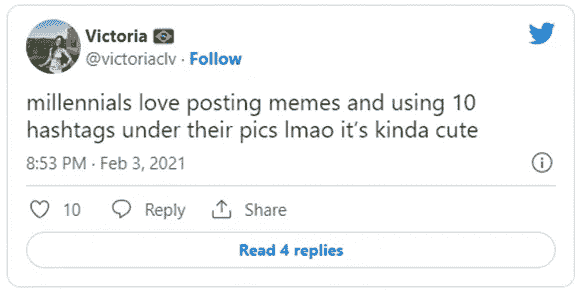 Victoria
@victoriaclv · Follow
millennials love posting memes and using 10
hashtags under their pics lmao it’s kinda cute
8:53 PM · Feb 3, 2021
10 Reply Share
Read 4 replies